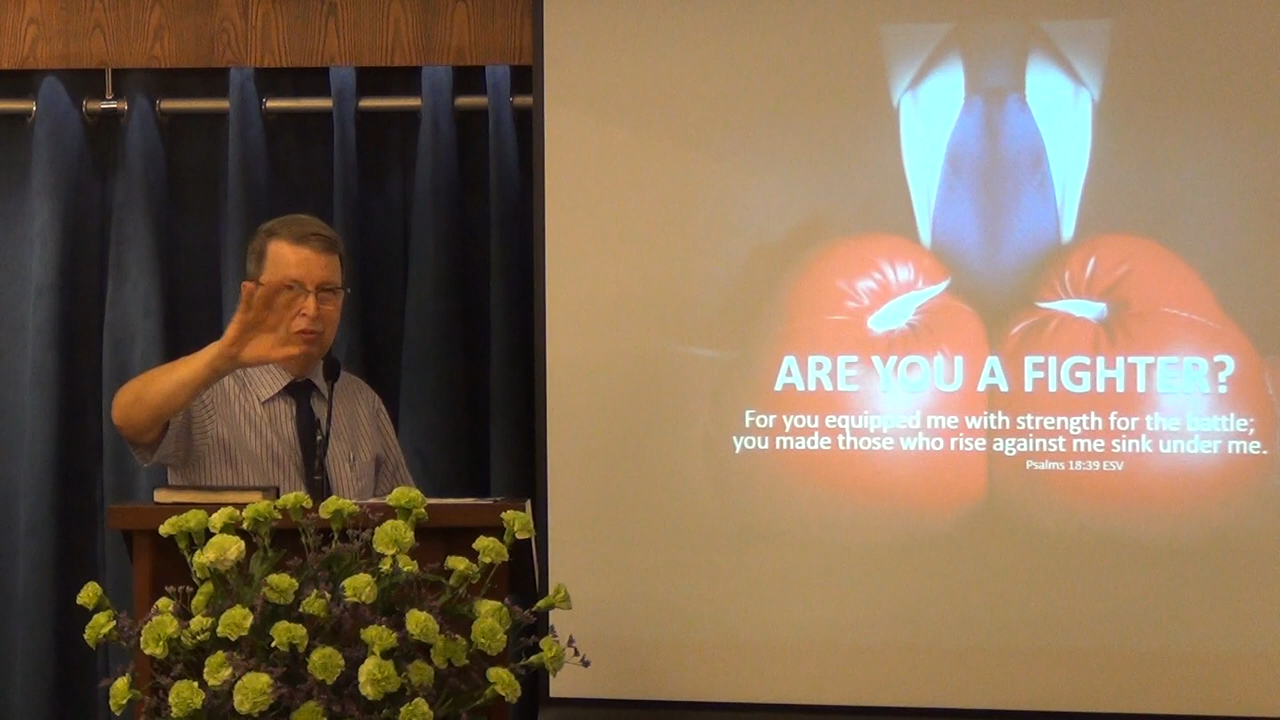 ARE YOU A FIGHTER?
For you equipped me with strength for the battle;
you made those who rise against me sink under me.
Psalms 18:39 ESV